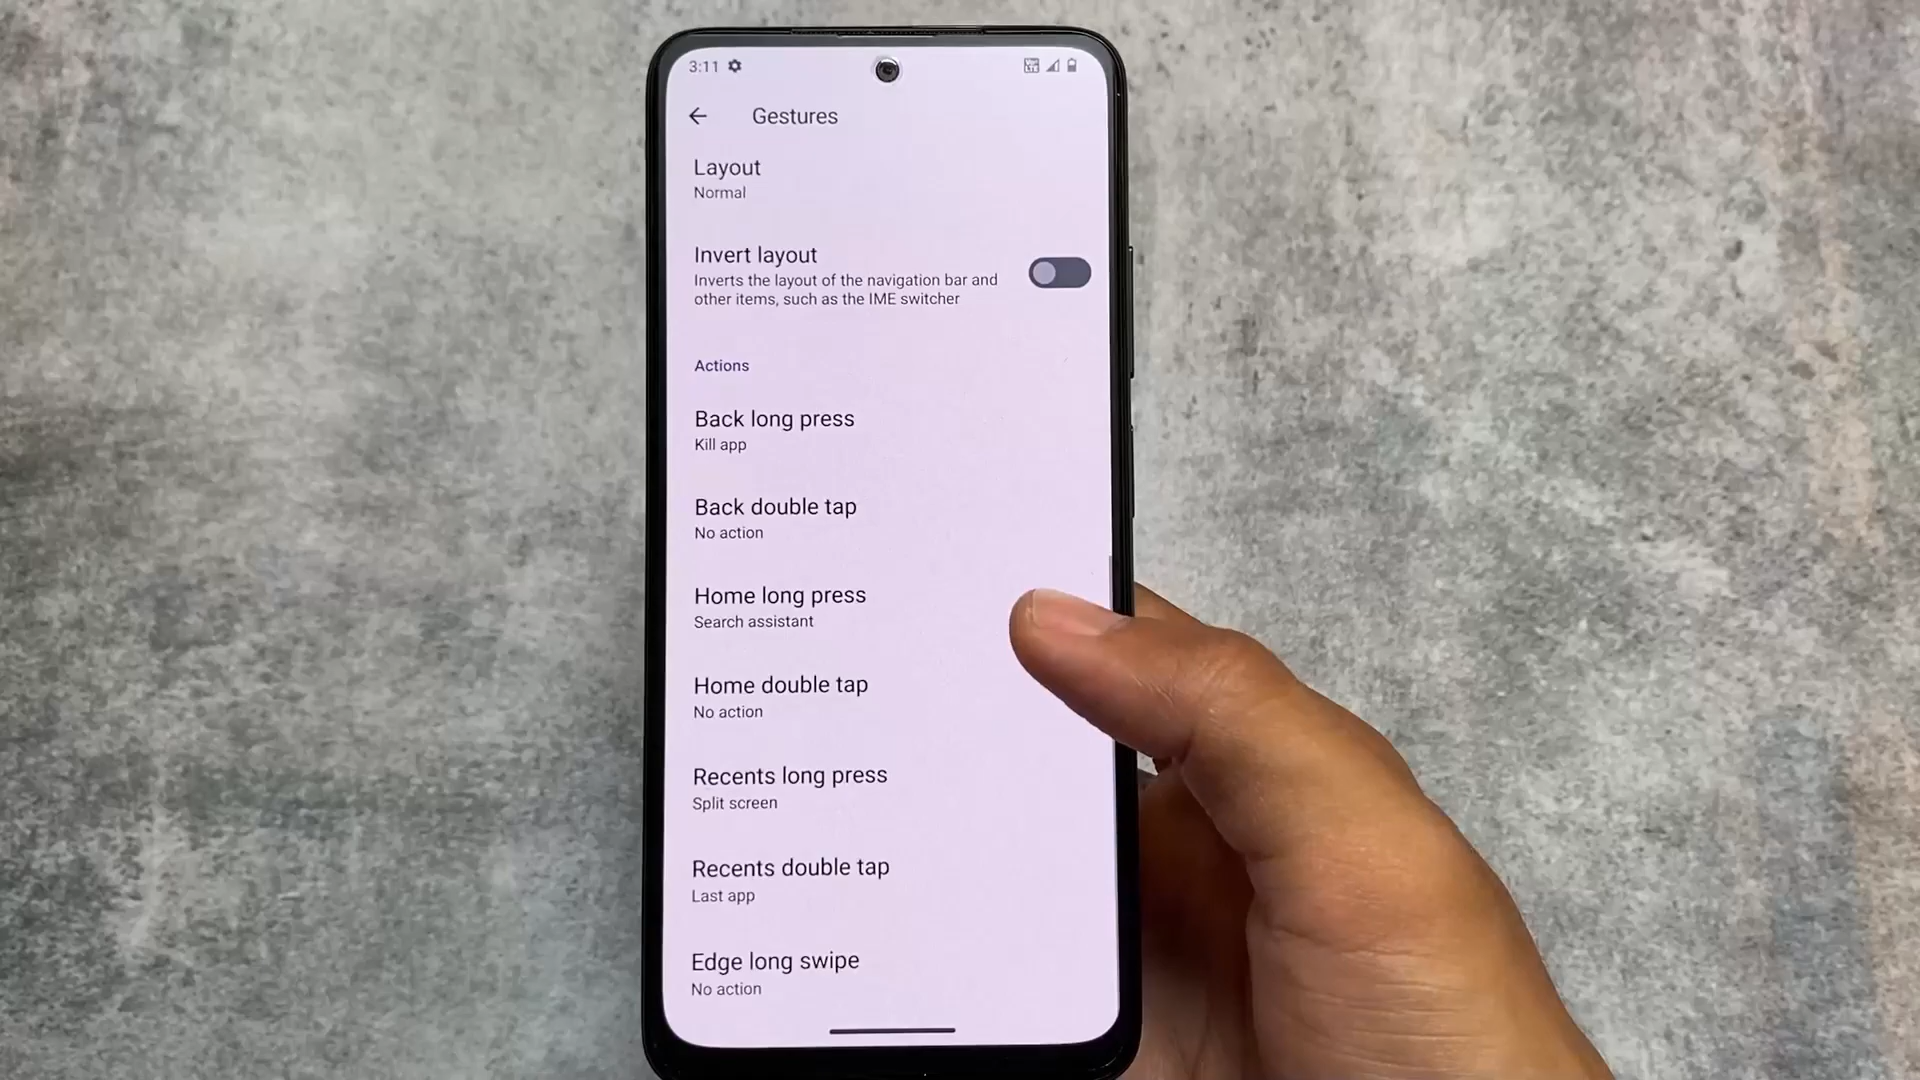 3:11
Gestures
Layout
Normal
Invert layout
Inverts the layout of the navigation bar and
other items, such as the IME switcher
Actions
Back long press
Kill app
Back double tap
No action
Home long press
Search assistant
Home double tap
No action
Recents long press
Split screen
Recents double tap
Last app
Edge long swipe
No action